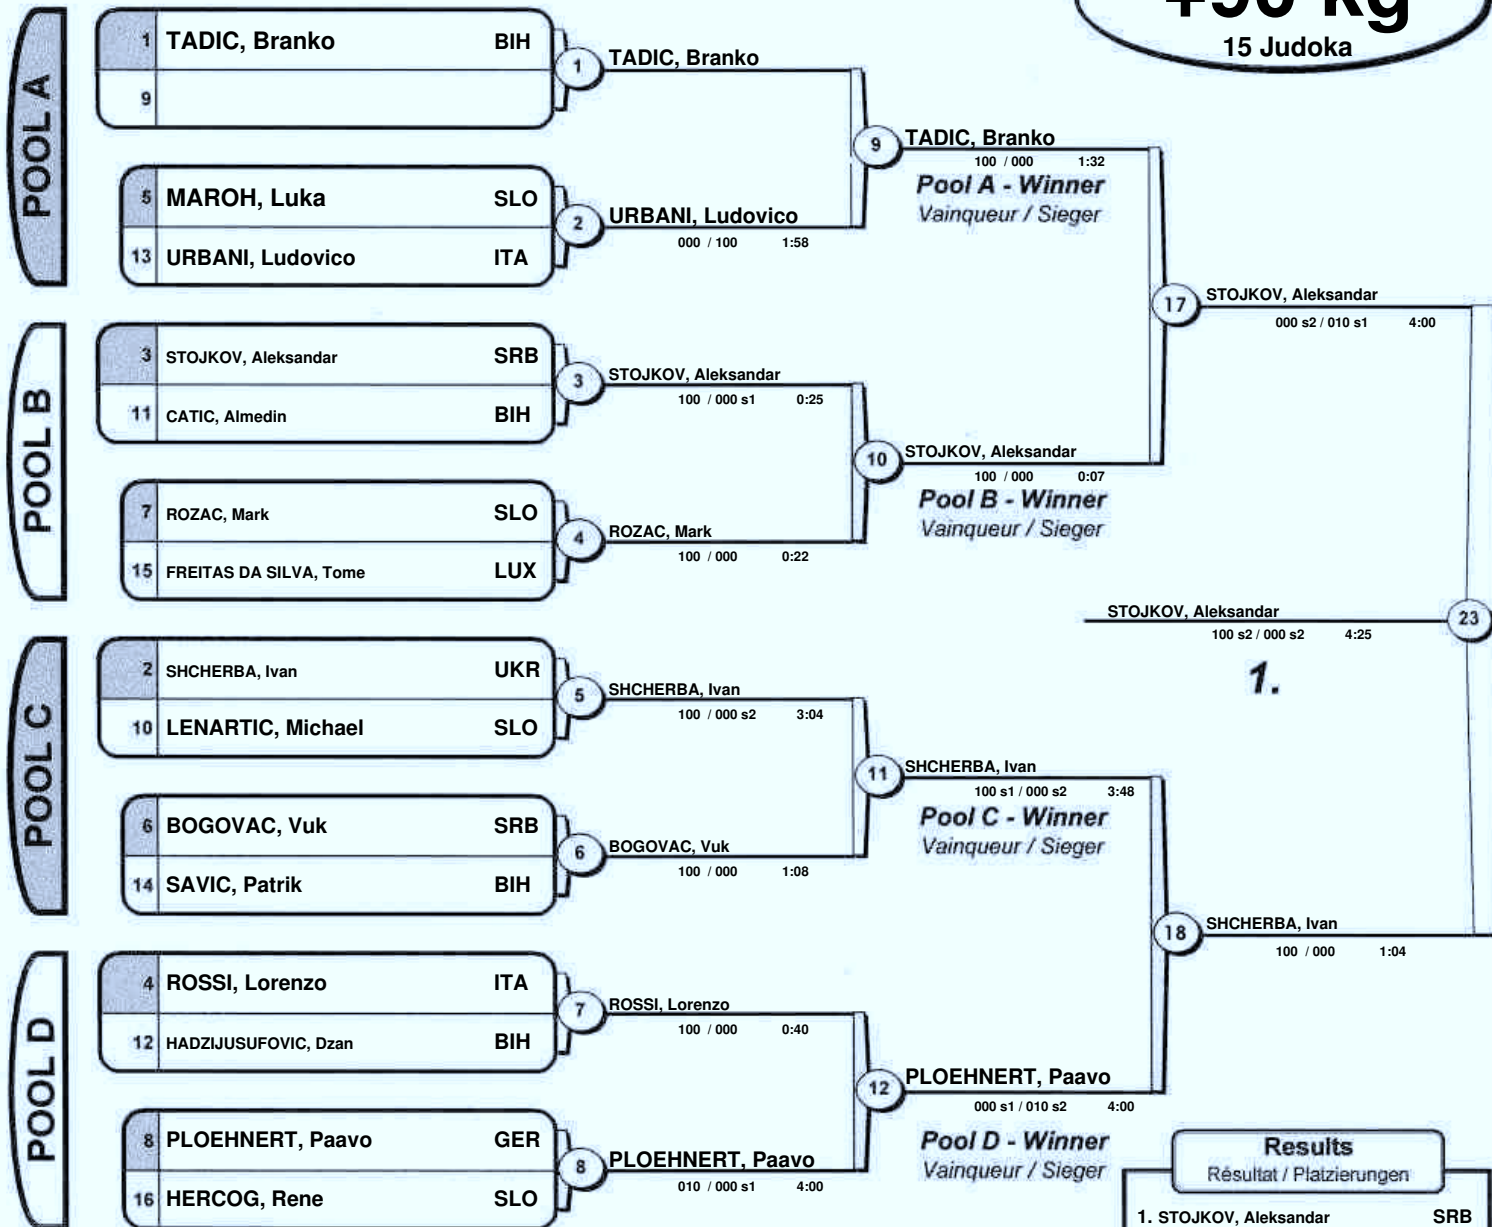 +90 kg
15 Judoka
POOL A
1 TADIC, Branko BIH
9
1 TADIC, Branko
5 MAROH, Luka SLO
13 URBANI, Ludovico ITA
2 URBANI, Ludovico
000 / 100 1:58
9 TADIC, Branko
100 / 000 1:32
Pool A - Winner
Vainqueur / Sieger
POOL B
3 STOJKOV, Aleksandar SRB
11 CATIC, Almedin BIH
3 STOJKOV, Aleksandar
100 / 000 s1 0:25
7 ROZAC, Mark SLO
15 FREITAS DA SILVA, Tome LUX
4 ROZAC, Mark
100 / 000 0:22
10 STOJKOV, Aleksandar
100 / 000 0:07
Pool B - Winner
Vainqueur / Sieger
17 STOJKOV, Aleksandar
000 s2 / 010 s1 4:00
STOJKOV, Aleksandar 23
100 s2 / 000 s2 4:25
1.
POOL C
2 SHCHERBA, Ivan UKR
10 LENARTIC, Michael SLO
5 SHCHERBA, Ivan
100 / 000 s2 3:04
6 BOGOVAC, Vuk SRB
14 SAVIC, Patrik BIH
6 BOGOVAC, Vuk
100 / 000 1:08
11 SHCHERBA, Ivan
100 s1 / 000 s2 3:48
Pool C - Winner
Vainqueur / Sieger
18 SHCHERBA, Ivan
100 / 000 1:04
POOL D
4 ROSSI, Lorenzo ITA
12 HADZIJUSUFOVIC, Dzan BIH
7 ROSSI, Lorenzo
100 / 000 0:40
8 PLOEHNERT, Paavo GER
16 HERCOG, Rene SLO
8 PLOEHNERT, Paavo
010 / 000 s1 4:00
12 PLOEHNERT, Paavo
000 s1 / 010 s2 4:00
Pool D - Winner
Vainqueur / Sieger
Results
Résultat / Platzierungen
1. STOJKOV, Aleksandar SRB